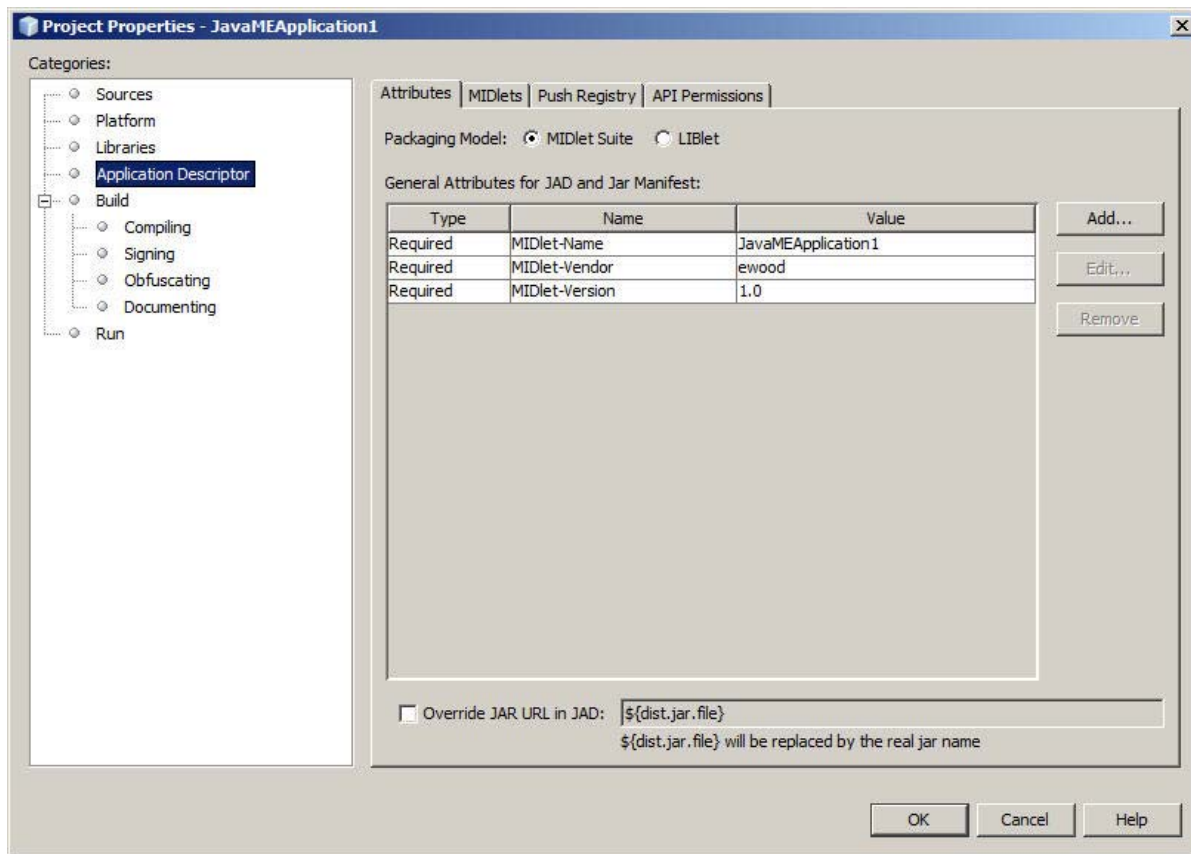 Project Properties - JavaMEApplication1
Categories:
Sources
Platform
Libraries
Application Descriptor
Build
Compiling
Signing
Obfuscating
Documenting
Run
Attributes MIDlets Push Registry API Permissions
Packaging Model: MIDlet Suite LIBlet
General Attributes for JAD and Jar Manifest:
Type Name Value
Required MIDlet-Name JavaMEApplication1
Required MIDlet-Vendor ewood
Required MIDlet-Version 1.0
Add...
Edit...
Remove
Override JAR URL in JAD: ${dist.jar.file}
${dist.jar.file} will be replaced by the real jar name
OK Cancel Help